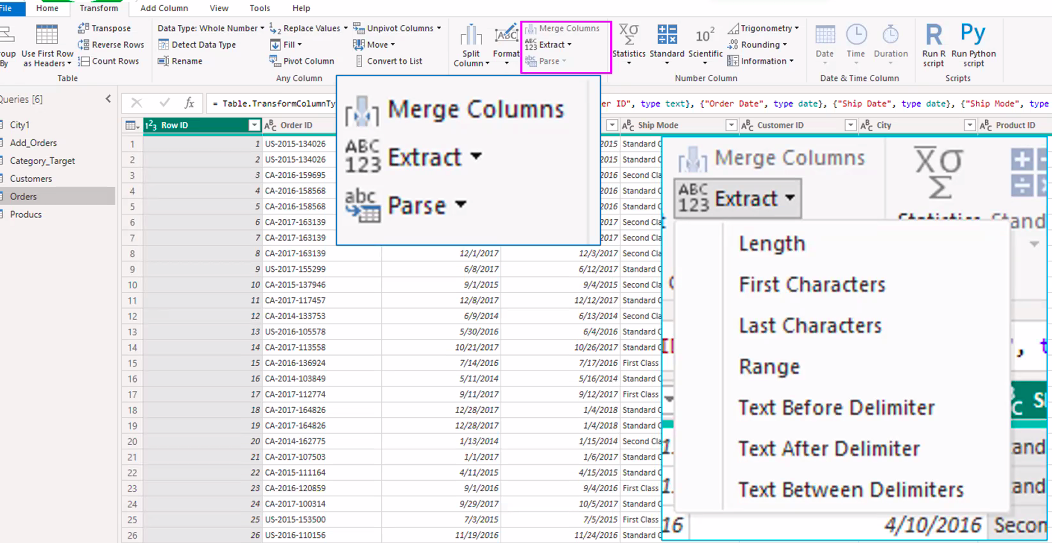 File Home Transform Add Column View Tools Help
Transpose
Reverse Rows
Count Rows
Group By
Use First Row as Headers
Table
Data Type: Whole Number
Detect Data Type
Rename
Replace Values
Fill
Pivot Column
Unpivot Columns
Move
Convert to List
Any Column
Split Column
Format
Merge Columns
ABC 123 Extract
abc Parse
Statistics
Standard
10² Scientific
Trigonometry
Rounding
Information
Number Column
Date
Time
Duration
Date & Time Column
R Run R script
Py Run Python script
Scripts
Queries [6]
City1
Add_Orders
Category_Target
Customers
Orders
Producs
fx = Table.TransformColumnTy
er ID", type text}, {"Order Date", type date}, {"Ship Date", type date}, {"Ship Mode", type
Row ID Order ID Ship Mode Customer ID City Product ID
1 1 US-2015-134026 2015 Standard C
2 2 US-2015-134026 2015 Standard C
3 3 CA-2016-159695 2016 Second Cla
4 4 US-2016-158568
5 5 US-2016-158568
6 6 CA-2017-163139
7 7 CA-2017-163139
8 8 CA-2017-163139 12/1/2017 12/3/2017 Second Cla
9 9 US-2017-155299 6/8/2017 6/12/2017 Standard C
10 10 US-2015-137946 9/1/2015 9/4/2015 Second Cla
11 11 CA-2017-117457 12/8/2017 12/12/2017 Standard C
12 12 CA-2014-133753 6/9/2014 6/13/2014 Second Cla
13 13 US-2016-105578 5/30/2016 6/4/2016 Standard C
14 14 CA-2017-113558 10/21/2017 10/26/2017 Standard C
15 15 CA-2016-136924 7/14/2016 7/17/2016 First Class
16 16 CA-2014-103849 5/11/2014 5/16/2014 Standard C
17 17 CA-2017-112774 9/11/2017 9/12/2017 First Class
18 18 CA-2017-164826 12/28/2017 1/4/2018 Standard C
19 19 CA-2017-164826 12/28/2017 1/4/2018 Standard C
20 20 CA-2014-162775 1/13/2014 1/15/2014 Second Cla
21 21 CA-2017-107503 1/1/2017 1/6/2017 Standard C
22 22 CA-2015-111164 4/11/2015 4/15/2015 Standard C
23 23 CA-2016-120859 9/1/2016 9/4/2016 First Class
24 24 CA-2017-100314 9/29/2017 10/5/2017 Standard C
25 25 US-2015-153500 7/3/2015 7/5/2015 First Class
26 26 US-2016-110156 11/19/2016 11/24/2016 Standard C
Merge Columns
ABC 123 Extract
abc Parse
Merge Columns
ABC 123 Extract
Length
First Characters
Last Characters
Range
Text Before Delimiter
Text After Delimiter
Text Between Delimiters
4/10/2016 Secon